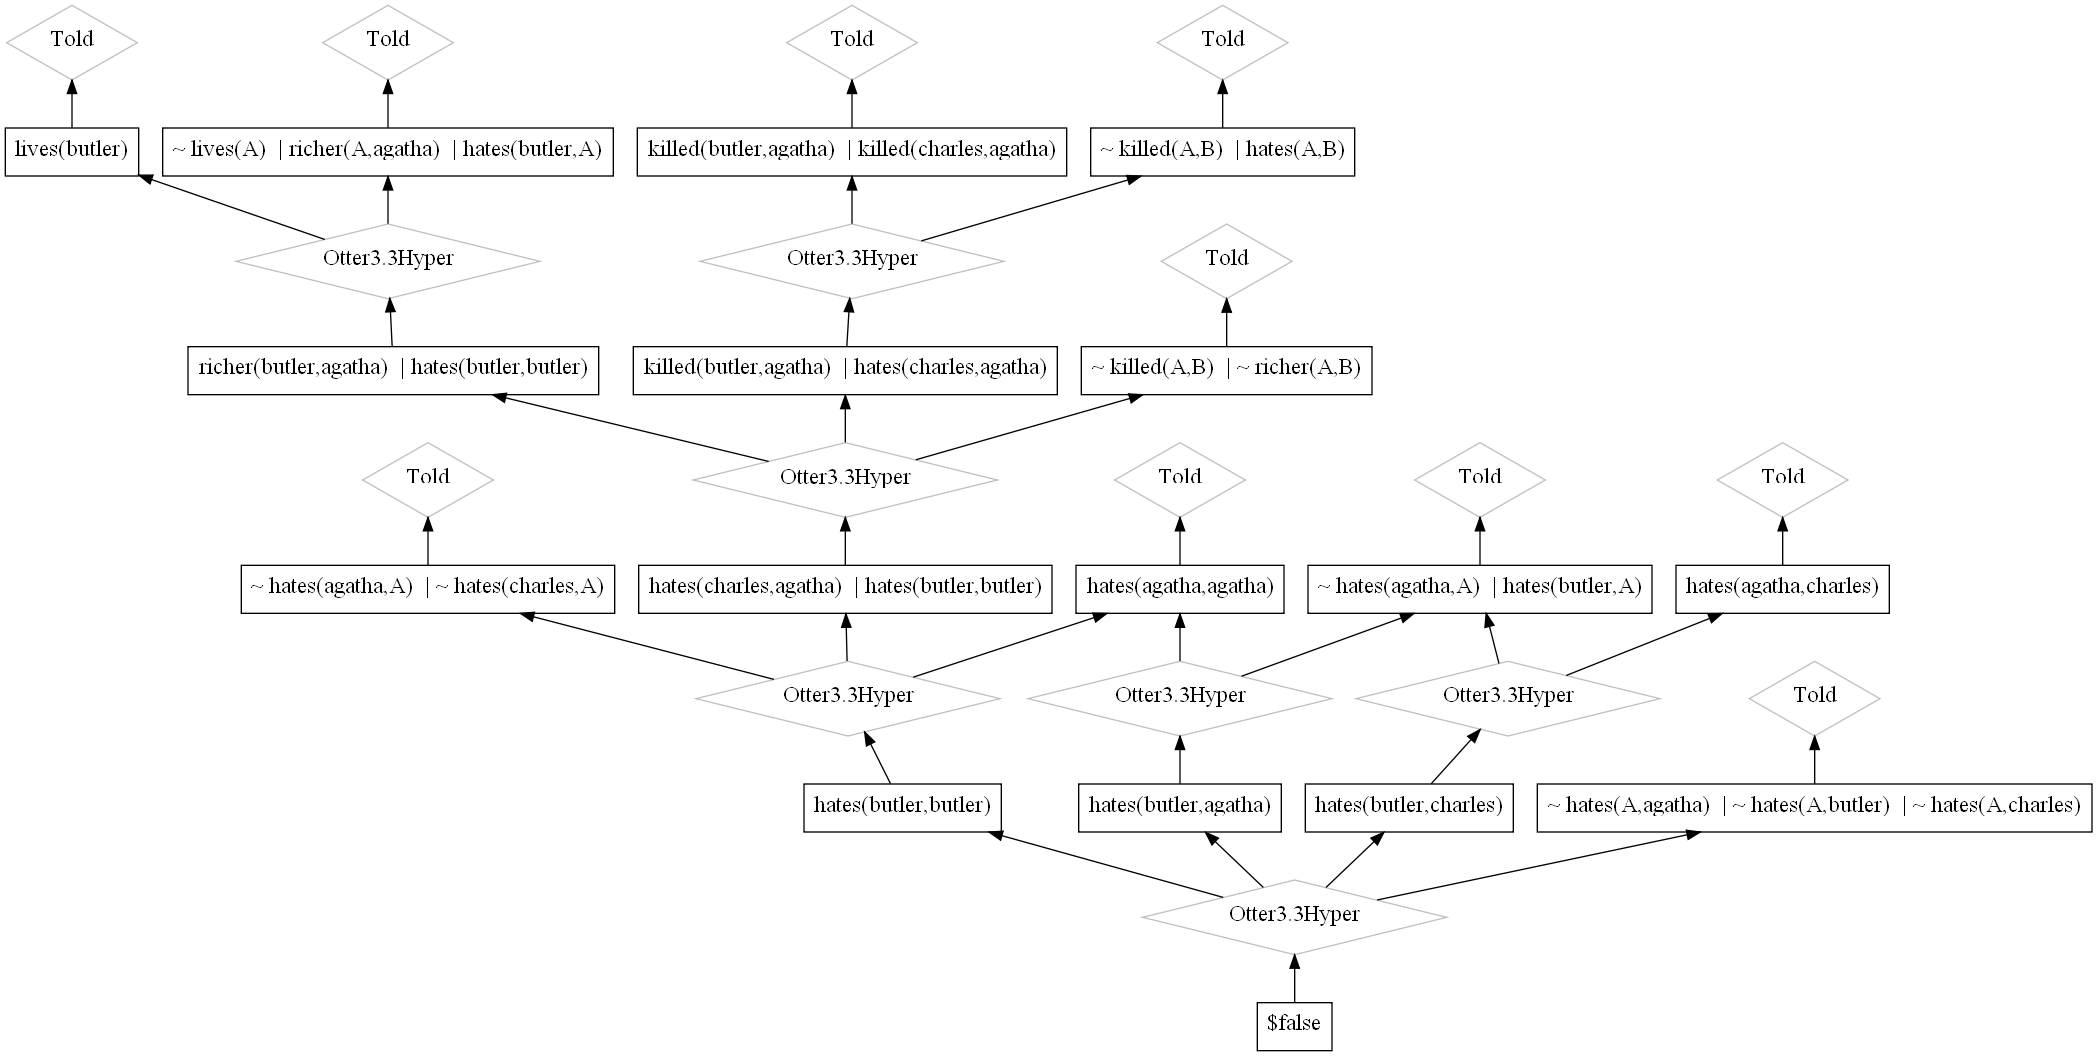 Told
Told
Told
Told
lives(butler)
~ lives(A) | richer(A,agatha) | hates(butler,A)
killed(butler,agatha) | killed(charles,agatha)
~ killed(A,B) | hates(A,B)
Otter3.3Hyper
Otter3.3Hyper
Told
richer(butler,agatha) | hates(butler,butler)
killed(butler,agatha) | hates(charles,agatha)
~ killed(A,B) | ~ richer(A,B)
Told
Otter3.3Hyper
Told
Told
Told
~ hates(agatha,A) | ~ hates(charles,A)
hates(charles,agatha) | hates(butler,butler)
hates(agatha,agatha)
~ hates(agatha,A) | hates(butler,A)
hates(agatha,charles)
Otter3.3Hyper
Otter3.3Hyper
Otter3.3Hyper
Told
hates(butler,butler)
hates(butler,agatha)
hates(butler,charles)
~ hates(A,agatha) | ~ hates(A,butler) | ~ hates(A,charles)
Otter3.3Hyper
$false